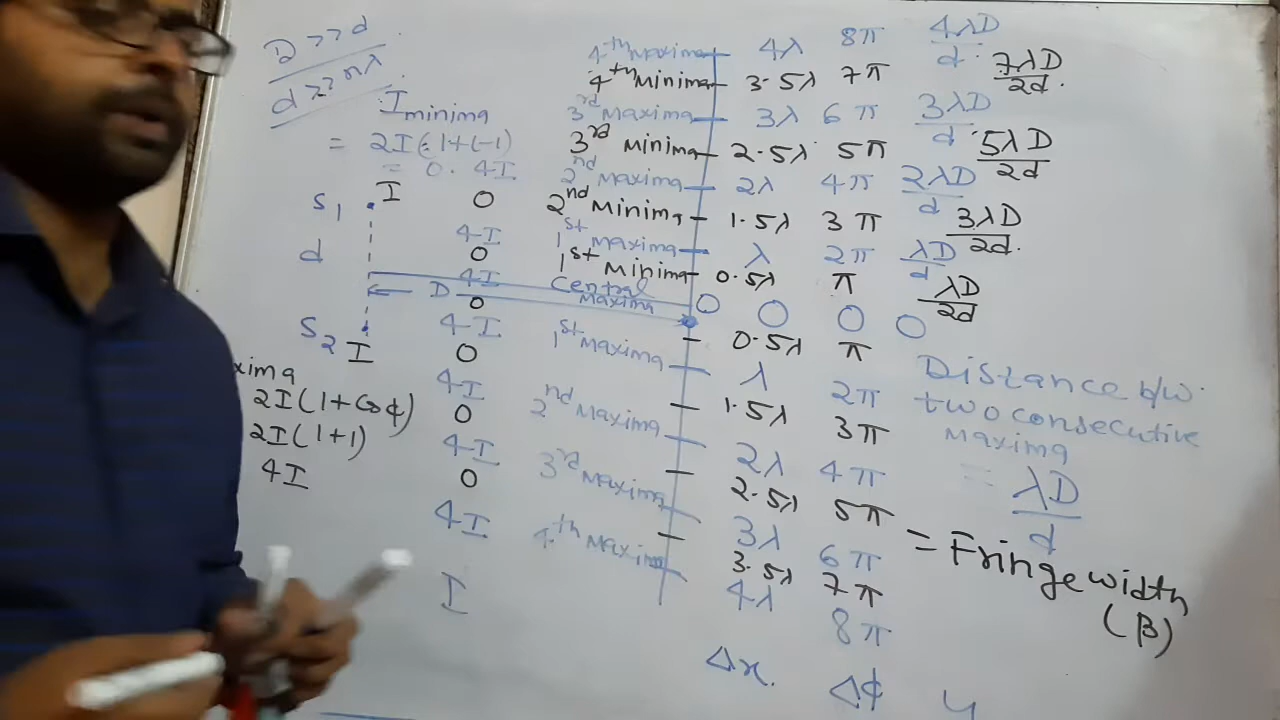 D >> d
d >> nλ
4th Maxima 4λ 8π 4λD/d
4th Minima 3.5λ 7π 7λD/2d.
I minima
3rd Maxima 3λ 6π 3λD/d
= 2I(1+(-1)
3rd Minima 2.5λ 5π 5λD/2d
= 0. 4I
2nd Maxima 2λ 4π 2λD/d
S1 I 0 2nd Minima 1.5λ 3π 3λD/2d.
4I 1st Maxima λ 2π λD/d
d 0 1st Minima 0.5λ π λD/2d
4I Central Maxima 0 0 0 0
D
0
S2 I
4I 1st Maxima
0 0.5λ π
xima
4I λ 2π
2I(1+Cosϕ) 0 2nd Maxima 1.5λ 3π
2I(1+1) 4I 2λ 4π
4I 0 3rd Maxima 2.5λ 5π
4I 4th Maxima 3λ 6π
3.5λ 7π
I 4λ 8π
Δx. Δϕ y
Distance b/w.
two consecutive
Maxima
= λD/d
= Fringe width
(β)